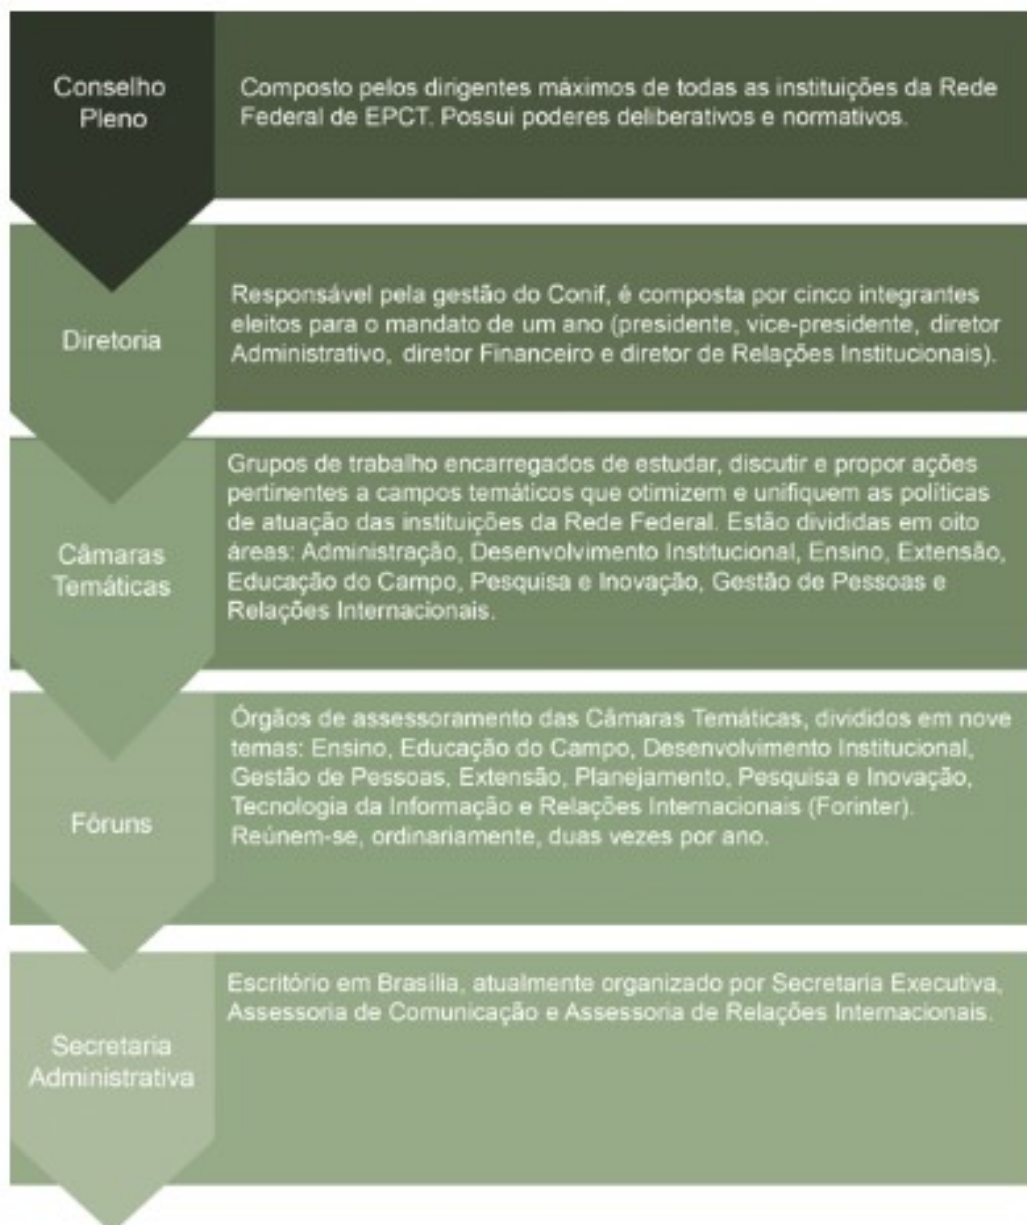 Conselho
Pleno
Composto pelos dirigentes máximos de todas as instituições da Rede
Federal de EPCT. Possui poderes deliberativos e normativos.
Diretoria
Responsável pela gestão do Conif, é composta por cinco integrantes
eleitos para o mandato de um ano (presidente, vice-presidente, diretor
Administrativo, diretor Financeiro e diretor de Relações Institucionais).
Câmaras
Temáticas
Grupos de trabalho encarregados de estudar, discutir e propor ações
pertinentes a campos temáticos que otimizem e unifiquem as políticas
de atuação das instituições da Rede Federal. Estão divididas em oito
áreas: Administração, Desenvolvimento Institucional, Ensino, Extensão,
Educação do Campo, Pesquisa e Inovação, Gestão de Pessoas e
Relações Internacionais.
Fóruns
Órgãos de assessoramento das Câmaras Temáticas, divididos em nove
temas: Ensino, Educação do Campo, Desenvolvimento Institucional,
Gestão de Pessoas, Extensão, Planejamento, Pesquisa e Inovação,
Tecnologia da Informação e Relações Internacionais (Forinter).
Reúnem-se, ordinariamente, duas vezes por ano.
Secretaria
Administrativa
Escritório em Brasília, atualmente organizado por Secretaria Executiva,
Assessoria de Comunicação e Assessoria de Relações Internacionais.